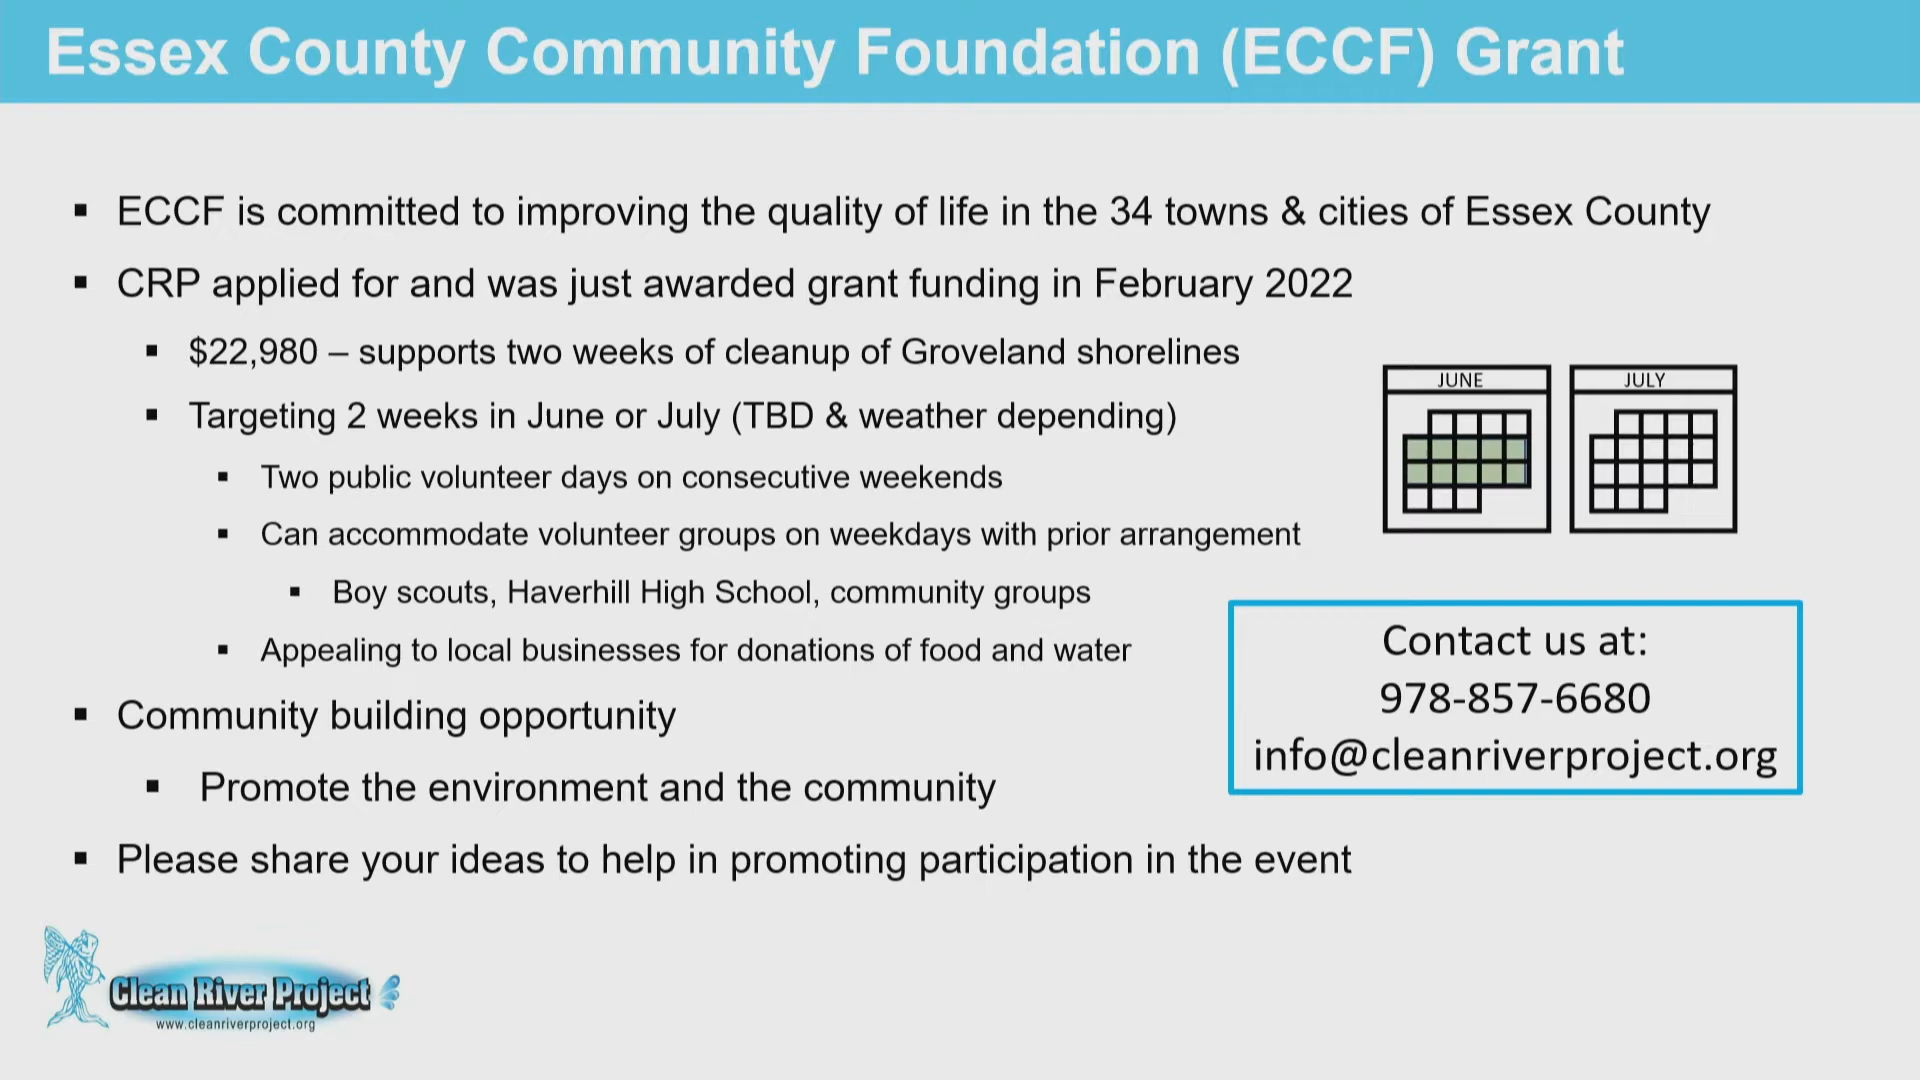 Essex County Community Foundation (ECCF) Grant
▪ ECCF is committed to improving the quality of life in the 34 towns & cities of Essex County
▪ CRP applied for and was just awarded grant funding in February 2022
▪ $22,980 – supports two weeks of cleanup of Groveland shorelines
▪ Targeting 2 weeks in June or July (TBD & weather depending)
▪ Two public volunteer days on consecutive weekends
▪ Can accommodate volunteer groups on weekdays with prior arrangement
▪ Boy scouts, Haverhill High School, community groups
▪ Appealing to local businesses for donations of food and water
▪ Community building opportunity
▪ Promote the environment and the community
▪ Please share your ideas to help in promoting participation in the event
JUNE
JULY
Contact us at:
978-857-6680
info@cleanriverproject.org
Clean River Project
www.cleanriverproject.org